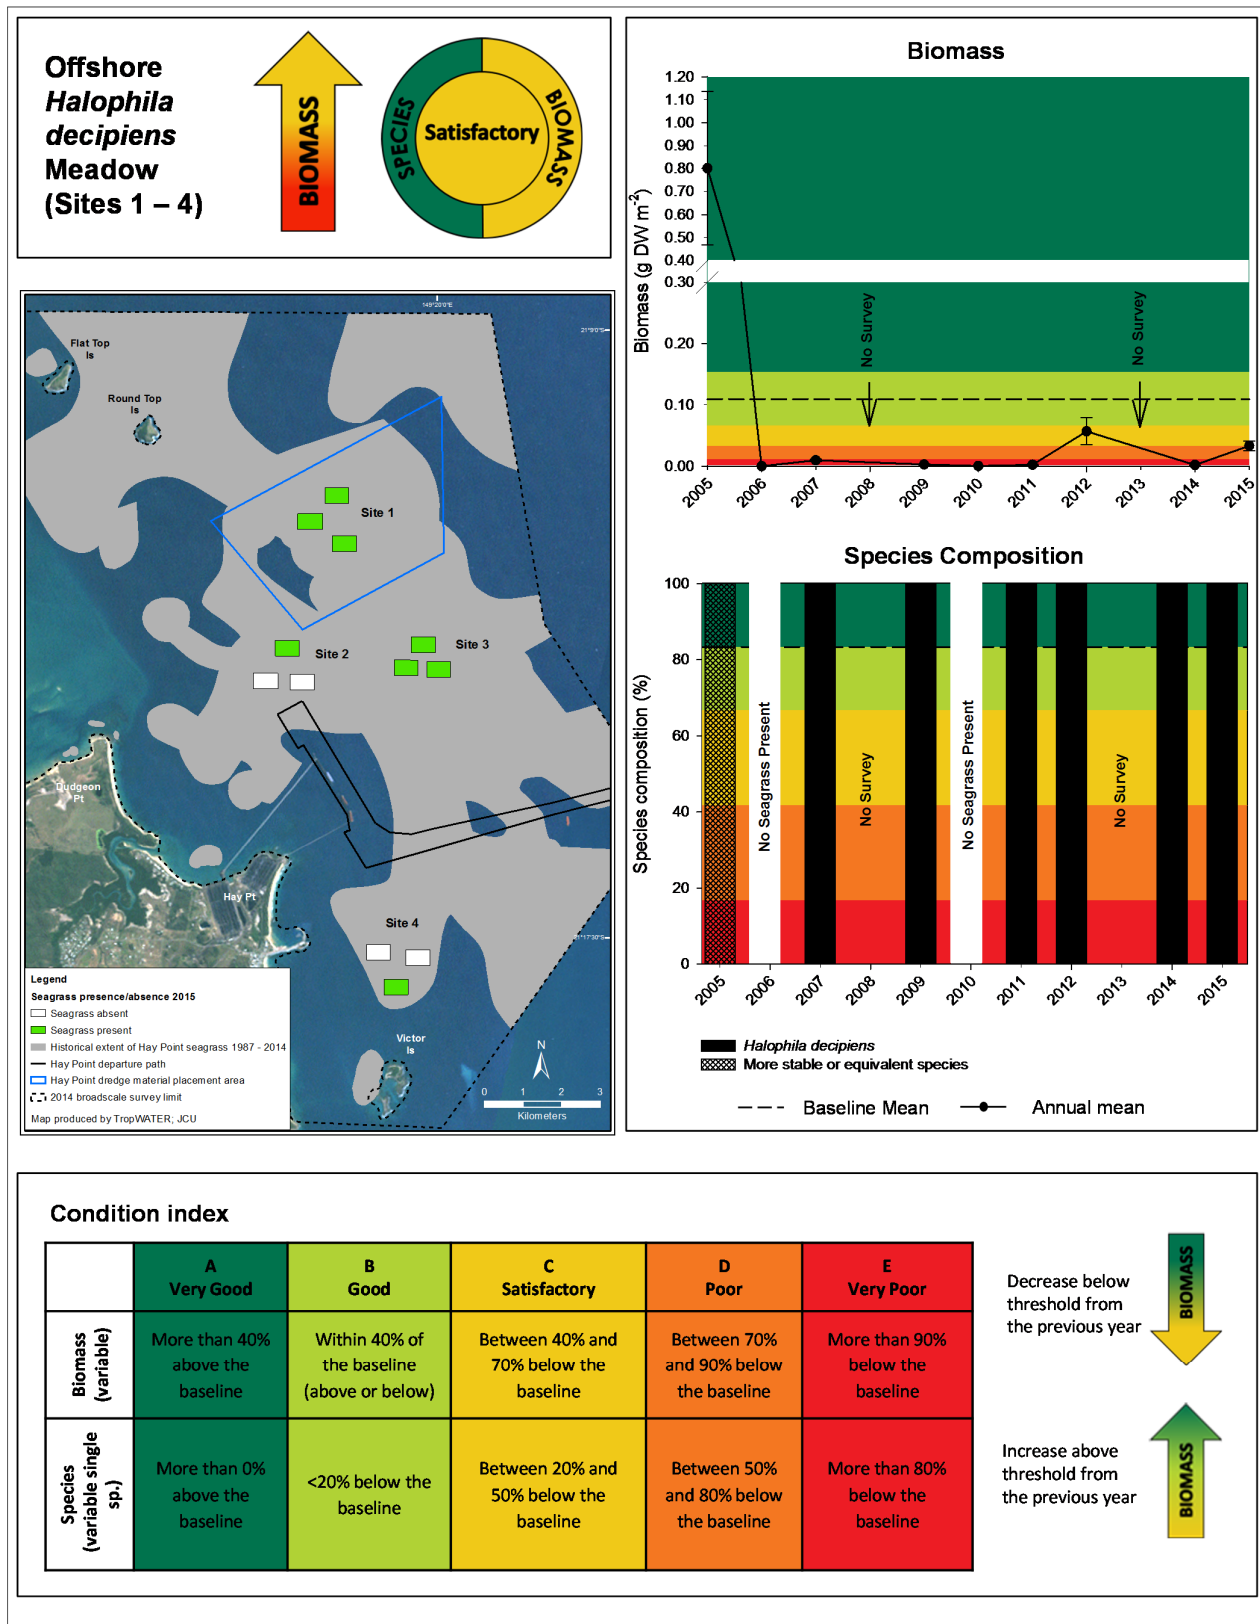 Offshore
Halophila
decipiens
Meadow
(Sites 1 – 4)
BIOMASS
SPECIES
Satisfactory
BIOMASS
149°20'0"E
21°9'0"S
Flat Top
Is
Round Top
Is
Site 1
Site 2
Site 3
Dudgeon
Pt
Hay Pt
Site 4
21°17'30"S
Victor
Is
N
0 1 2 3
Kilometers
Legend
Seagrass presence/absence 2015
Seagrass absent
Seagrass present
Historical extent of Hay Point seagrass 1987 - 2014
Hay Point departure path
Hay Point dredge material placement area
2014 broadscale survey limit
Map produced by TropWATER; JCU
Biomass
Biomass (g DW m-2)
1.20
1.10
1.00
0.90
0.80
0.70
0.60
0.50
0.40
0.30
0.20
0.10
0.00
No Survey
No Survey
2005 2006 2007 2008 2009 2010 2011 2012 2013 2014 2015
Species Composition
Species composition (%)
100
80
60
40
20
0
No Seagrass Present
No Survey
No Seagrass Present
No Survey
2005 2006 2007 2008 2009 2010 2011 2012 2013 2014 2015
Halophila decipiens
More stable or equivalent species
Baseline Mean
Annual mean
Condition index
A
Very Good
B
Good
C
Satisfactory
D
Poor
E
Very Poor
Biomass
(variable)
More than 40%
above the
baseline
Within 40% of
the baseline
(above or below)
Between 40% and
70% below the
baseline
Between 70%
and 90% below
the baseline
More than 90%
below the
baseline
Species
(variable single
sp.)
More than 0%
above the
baseline
<20% below the
baseline
Between 20% and
50% below the
baseline
Between 50%
and 80% below
the baseline
More than 80%
below the
baseline
Decrease below
threshold from
the previous year
BIOMASS
Increase above
threshold from
the previous year
BIOMASS